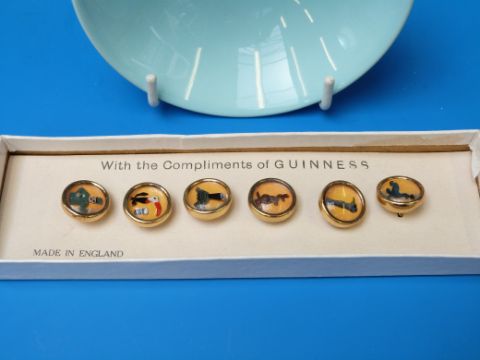 With the Compliments of GUINNESS
MADE IN ENGLAND